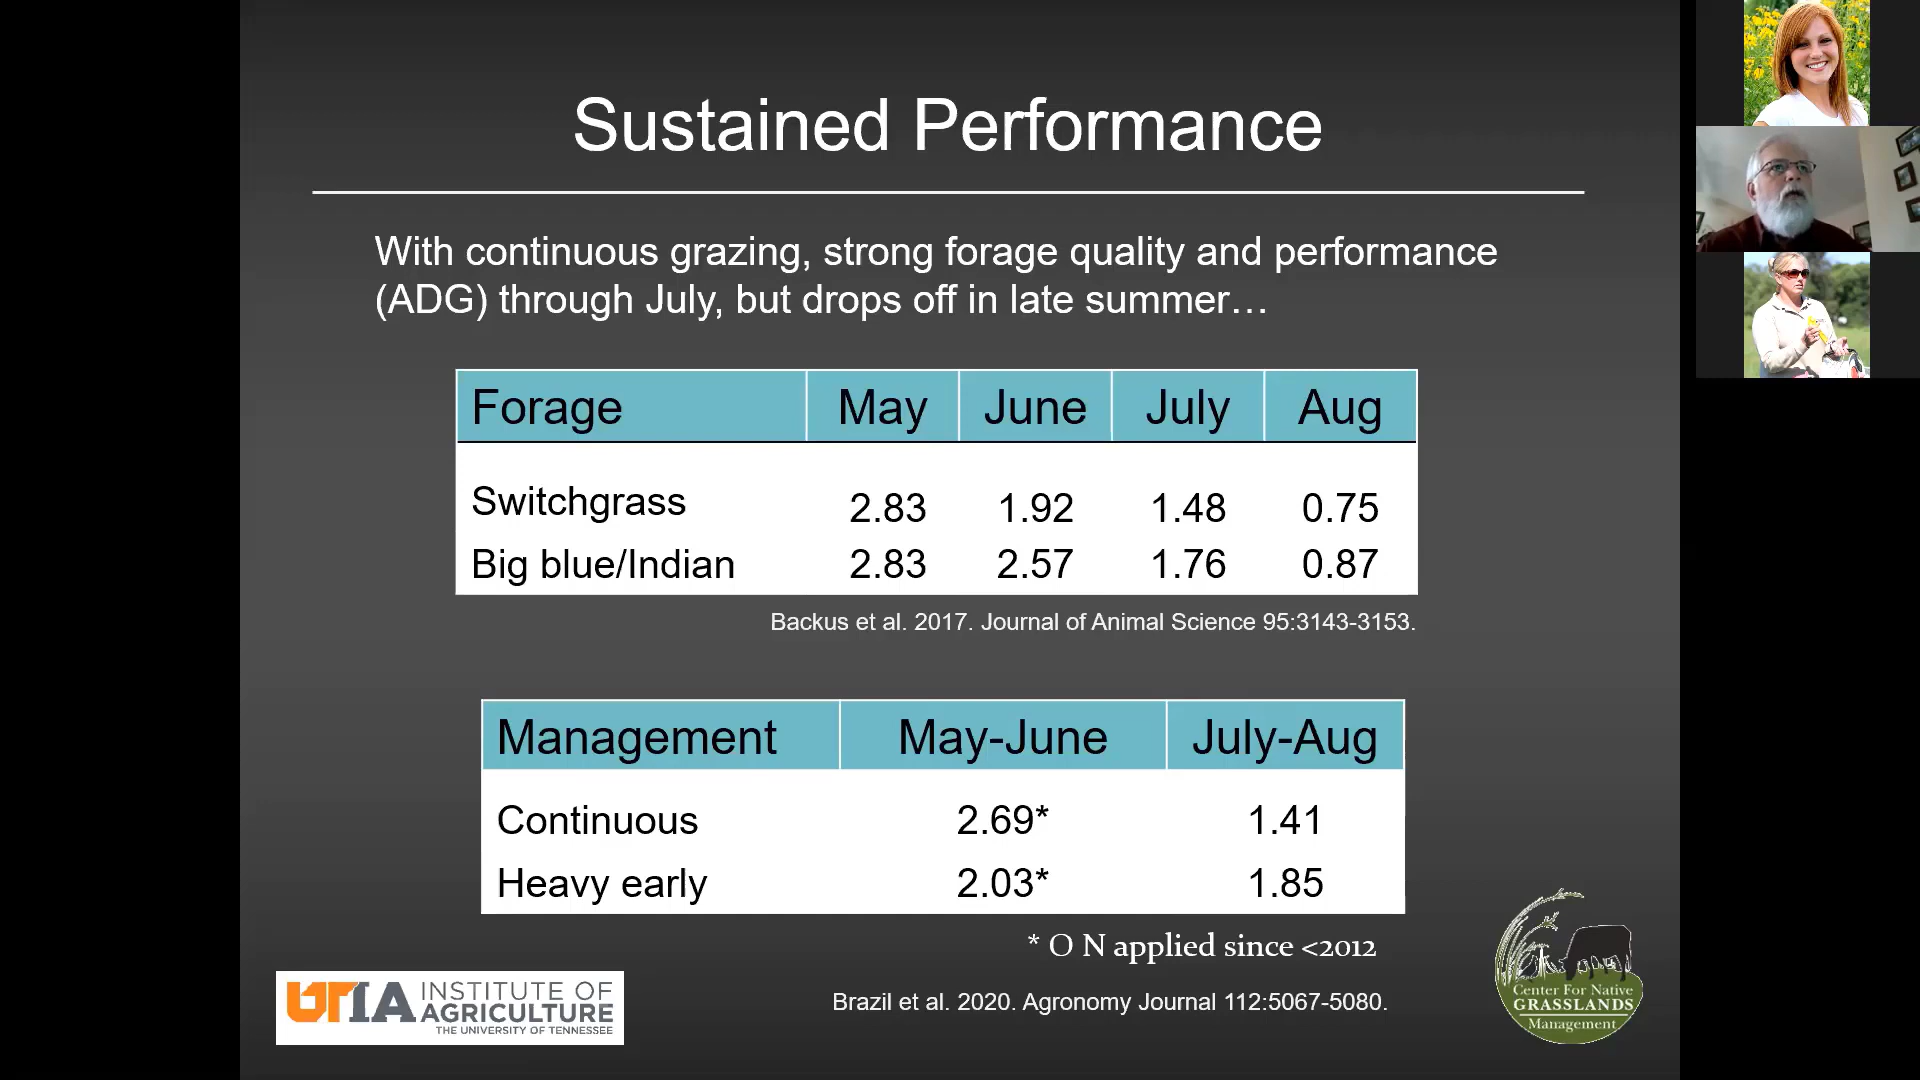 Sustained Performance
With continuous grazing, strong forage quality and performance
(ADG) through July, but drops off in late summer…
Forage May June July Aug
Switchgrass 2.83 1.92 1.48 0.75
Big blue/Indian 2.83 2.57 1.76 0.87
Backus et al. 2017. Journal of Animal Science 95:3143-3153.
Management May-June July-Aug
Continuous 2.69* 1.41
Heavy early 2.03* 1.85
* O N applied since <2012
Brazil et al. 2020. Agronomy Journal 112:5067-5080.
UTIA INSTITUTE OF
AGRICULTURE
THE UNIVERSITY OF TENNESSEE
Center For Native
GRASSLANDS
Management